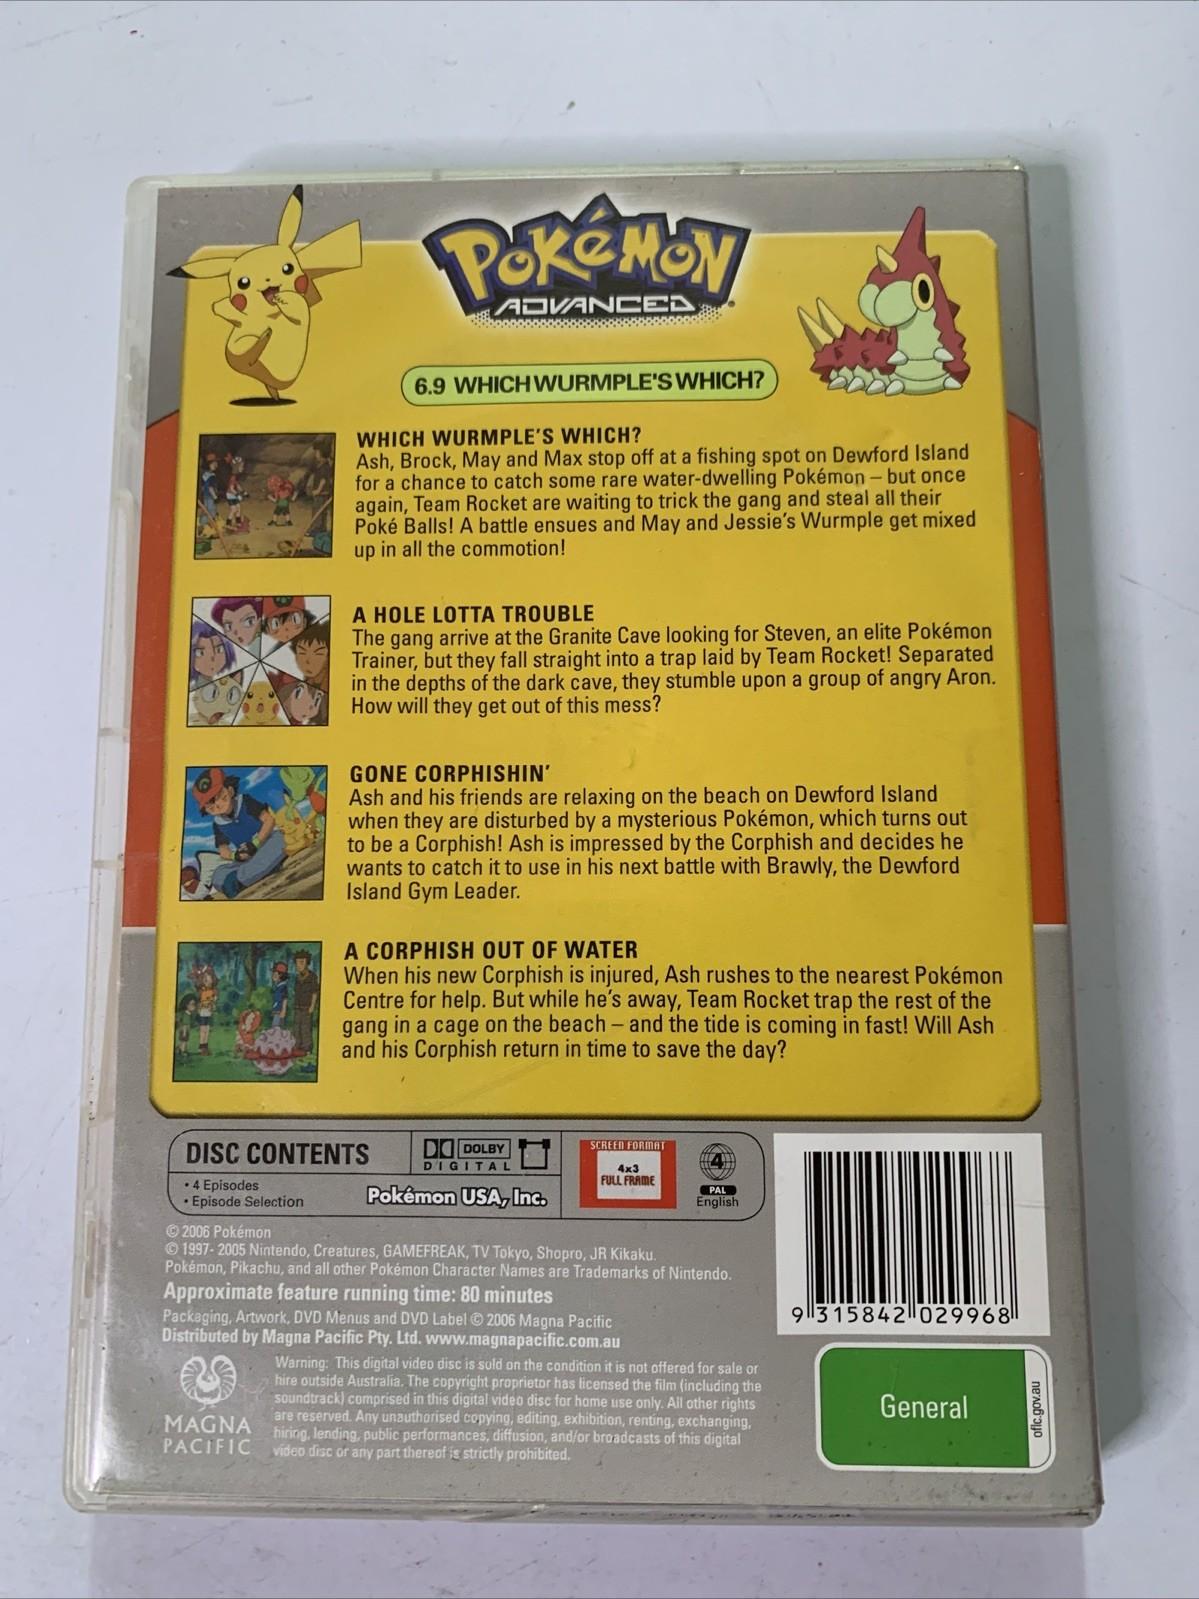 POKÉMON
ADVANCED
6.9 WHICH WURMPLE'S WHICH?
WHICH WURMPLE'S WHICH?
Ash, Brock, May and Max stop off at a fishing spot on Dewford Island
for a chance to catch some rare water-dwelling Pokémon – but once
again, Team Rocket are waiting to trick the gang and steal all their
Poké Balls! A battle ensues and May and Jessie's Wurmple get mixed
up in all the commotion!
A HOLE LOTTA TROUBLE
The gang arrive at the Granite Cave looking for Steven, an elite Pokémon
Trainer, but they fall straight into a trap laid by Team Rocket! Separated
in the depths of the dark cave, they stumble upon a group of angry Aron.
How will they get out of this mess?
GONE CORPHISHIN'
Ash and his friends are relaxing on the beach on Dewford Island
when they are disturbed by a mysterious Pokémon, which turns out
to be a Corphish! Ash is impressed by the Corphish and decides he
wants to catch it to use in his next battle with Brawly, the Dewford
Island Gym Leader.
A CORPHISH OUT OF WATER
When his new Corphish is injured, Ash rushes to the nearest Pokémon
Centre for help. But while he's away, Team Rocket trap the rest of the
gang in a cage on the beach – and the tide is coming in fast! Will Ash
and his Corphish return in time to save the day?
DISC CONTENTS
• 4 Episodes
• Episode Selection
DOLBY
DIGITAL
Pokémon USA, Inc.
SCREEN FORMAT
4x3
FULL FRAME
4
PAL
English
© 2006 Pokémon
© 1997- 2005 Nintendo, Creatures, GAMEFREAK, TV Tokyo, Shopro, JR Kikaku.
Pokémon, Pikachu, and all other Pokémon Character Names are Trademarks of Nintendo.
Approximate feature running time: 80 minutes
Packaging, Artwork, DVD Menus and DVD Label © 2006 Magna Pacific
Distributed by Magna Pacific Pty. Ltd. www.magnapacific.com.au
MAGNA
PACIFIC
Warning: This digital video disc is sold on the condition it is not offered for sale or
hire outside Australia. The copyright proprietor has licensed the film (including the
soundtrack) comprised in this digital video disc for home use only. All other rights
are reserved. Any unauthorised copying, editing, exhibition, renting, exchanging,
hiring, lending, public performances, diffusion, and/or broadcasts of this digital
video disc or any part thereof is strictly prohibited.
9 315842 029968
General
oflc.gov.au